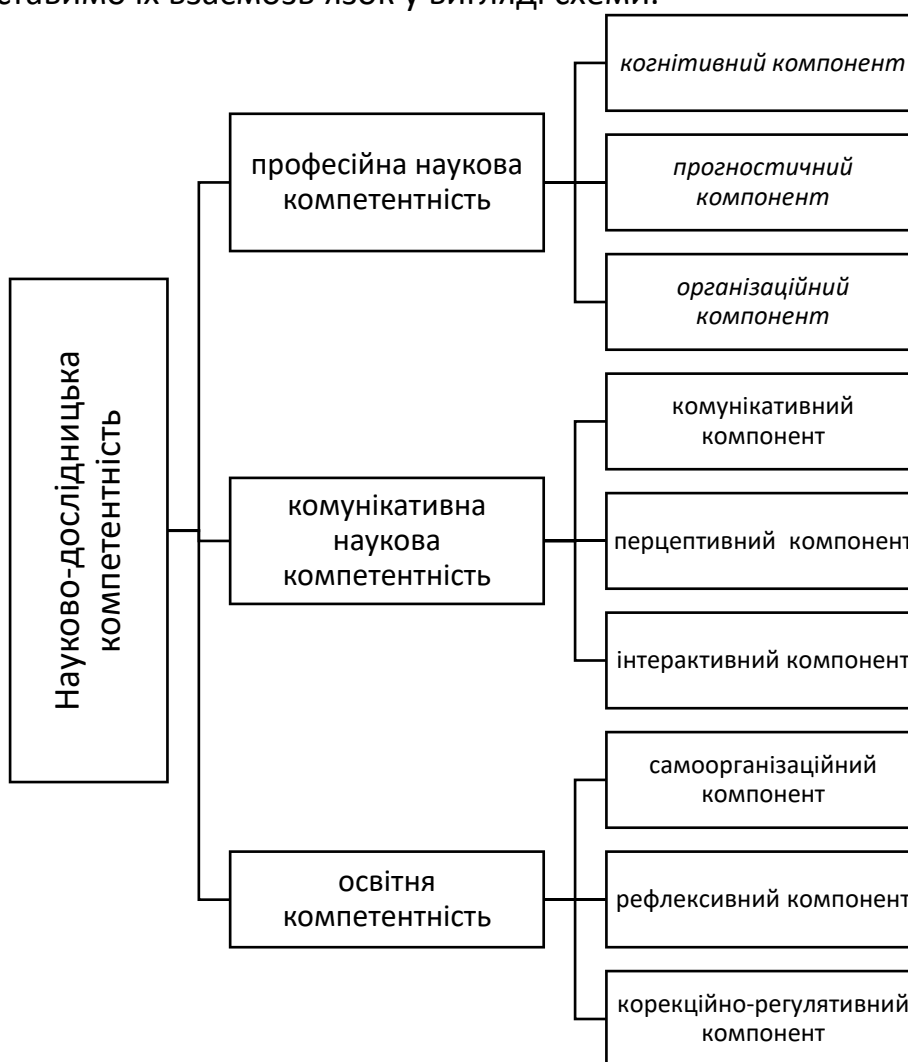 їх взаємозв'язок у вигляді схеми.
Науково-дослідницька
компетентність
професійна наукова
компетентність
когнітивний компонент
прогностичний
компонент
організаційний
компонент
комунікативна
наукова
компетентність
комунікативний
компонент
перцептивний компонент
інтерактивний компонент
освітня
компетентність
самоорганізаційний
компонент
рефлексивний компонент
корекційно-регулятивний
компонент